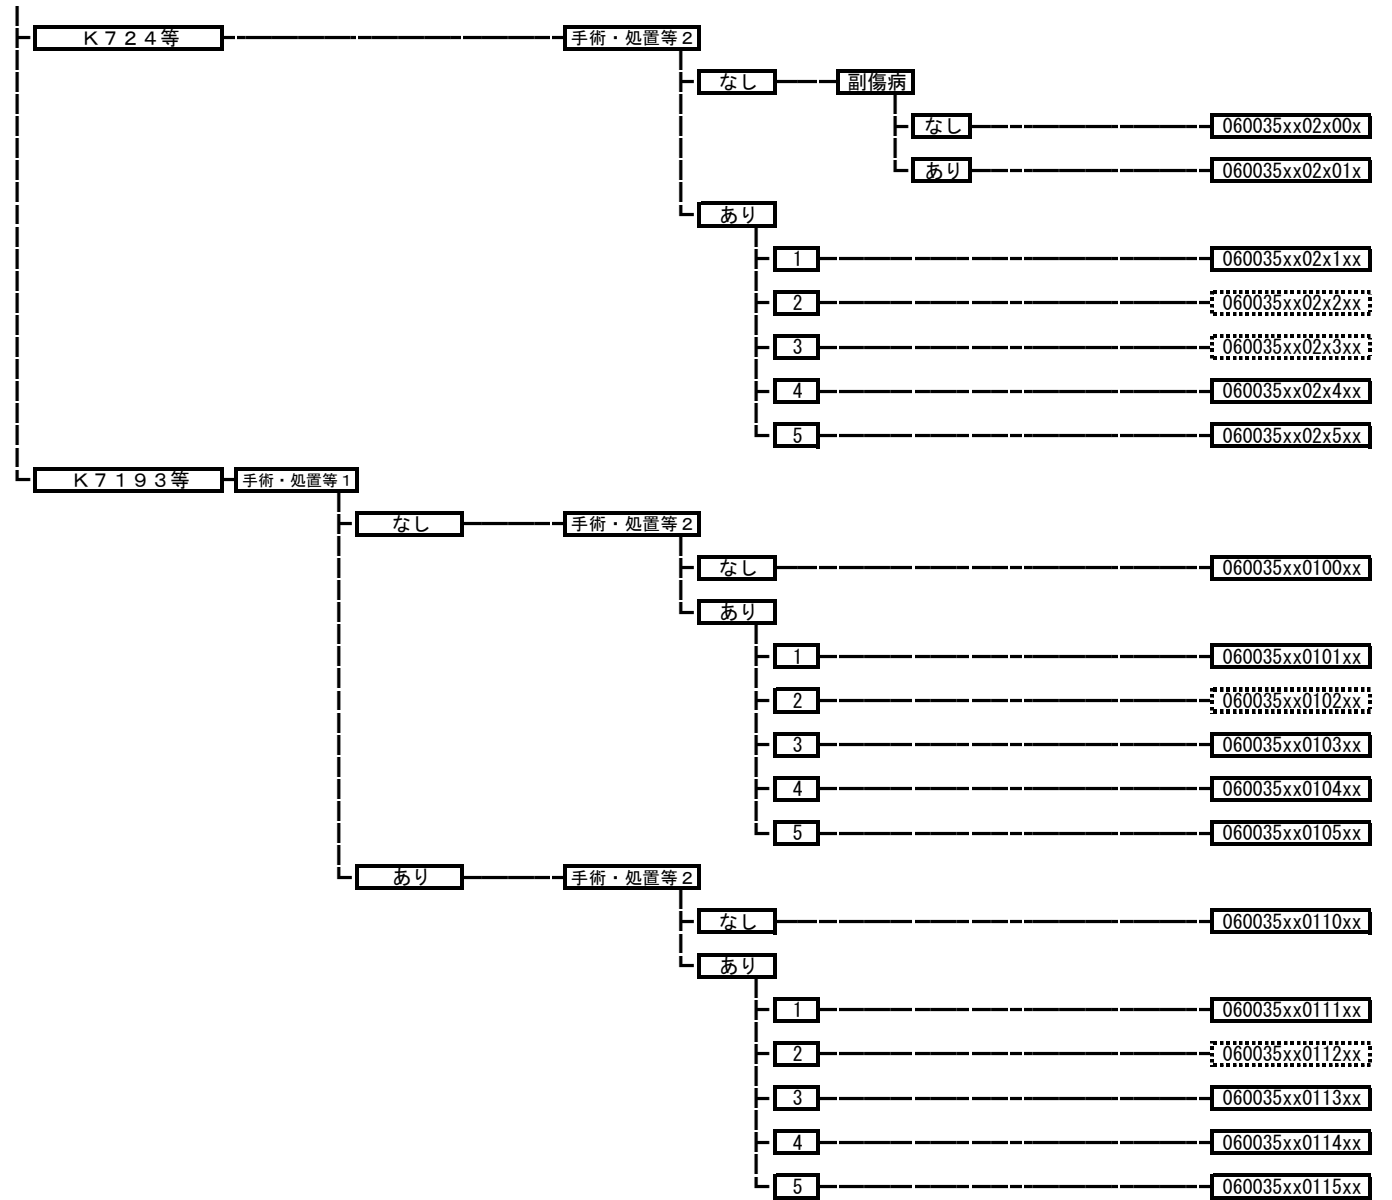 Ｋ７２４等 手術・処置等２
なし 副傷病
なし 060035xx02x00x
あり 060035xx02x01x
あり
1 060035xx02x1xx
2 060035xx02x2xx
3 060035xx02x3xx
4 060035xx02x4xx
5 060035xx02x5xx
Ｋ７１９３等 手術・処置等１
なし 手術・処置等２
なし 060035xx0100xx
あり
1 060035xx0101xx
2 060035xx0102xx
3 060035xx0103xx
4 060035xx0104xx
5 060035xx0105xx
あり 手術・処置等２
なし 060035xx0110xx
あり
1 060035xx0111xx
2 060035xx0112xx
3 060035xx0113xx
4 060035xx0114xx
5 060035xx0115xx